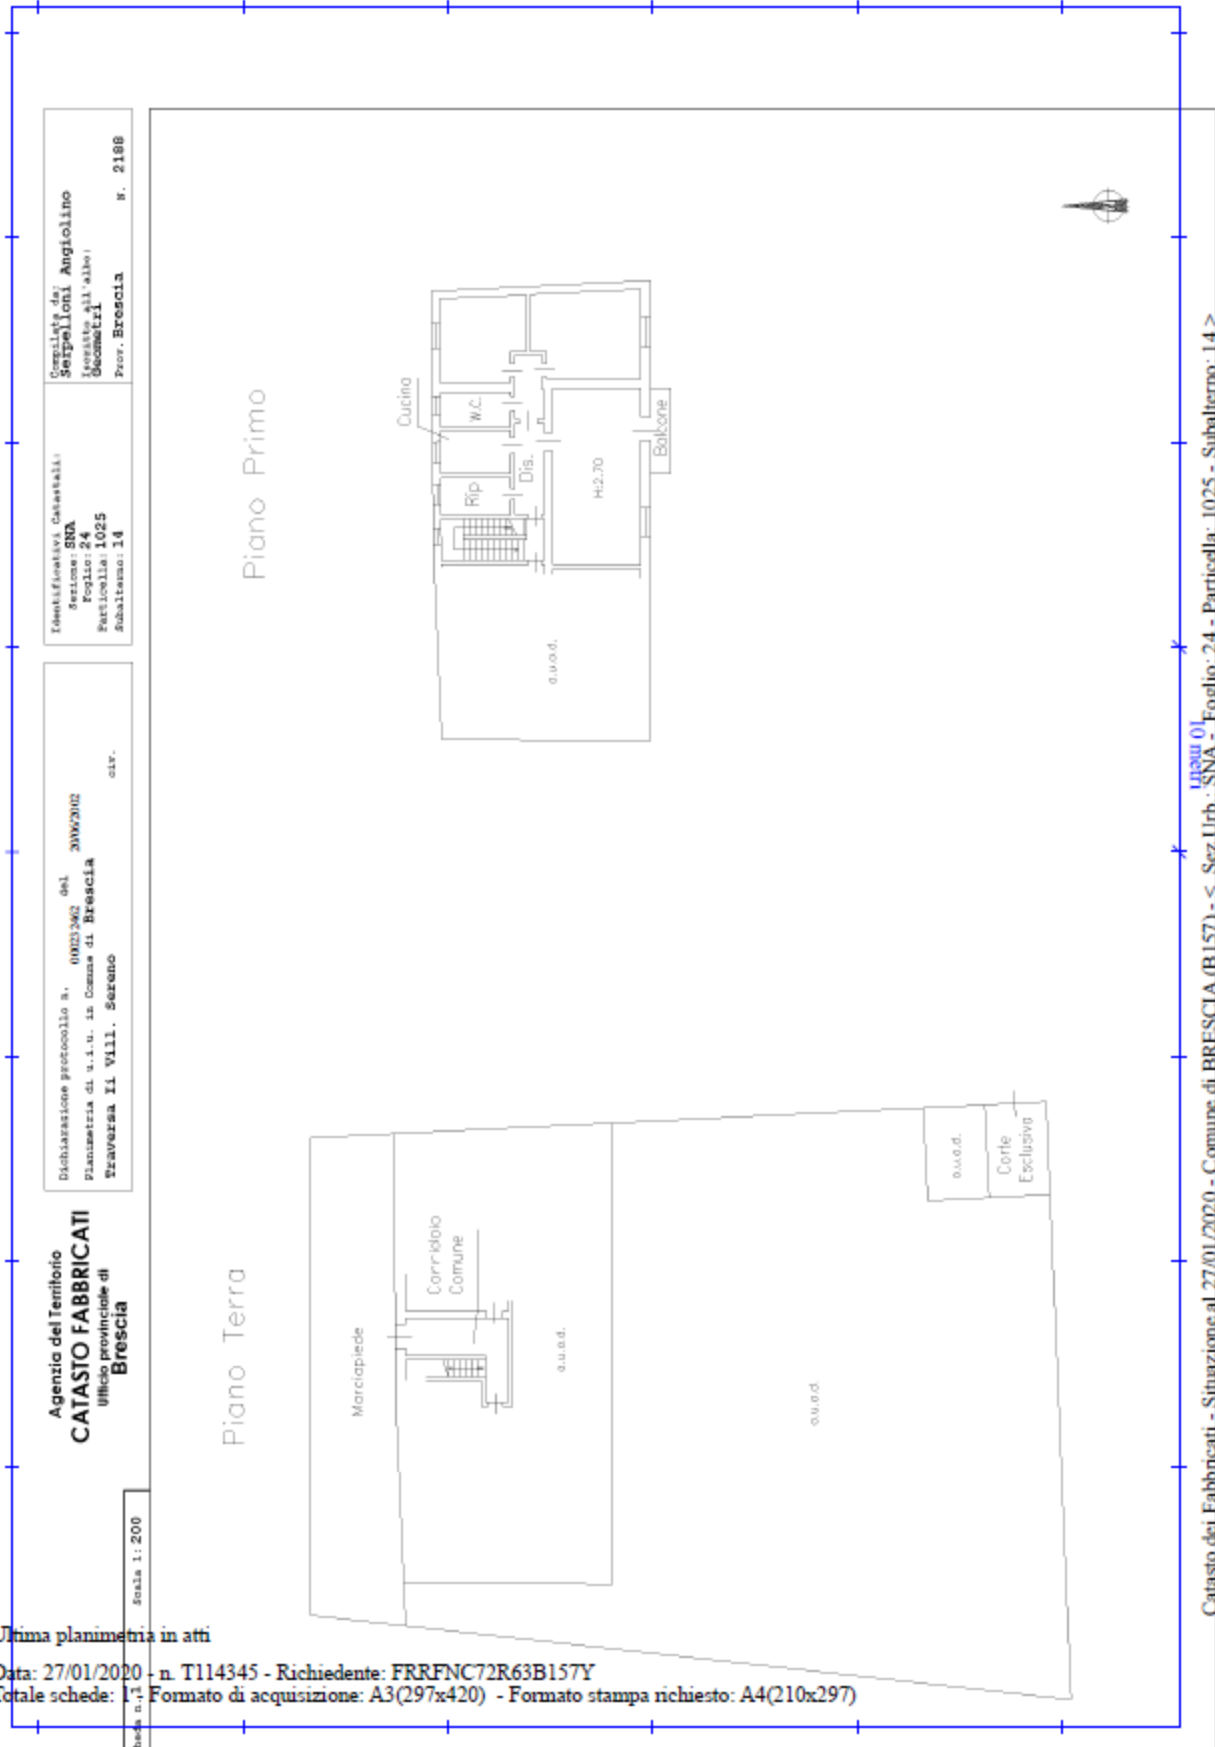 Agenzia del Territorio
CATASTO FABBRICATI
Ufficio provinciale di
Brescia
Dichiarazione protocollo n. 000232462 del 20/06/2002
Planimetria di u.i.u. in Comune di Brescia
Traversa Ii Vill. Sereno civ.
Identificativi Catastali:
Sezione: SNA
Foglio: 24
Particella: 1025
Subalterno: 14
Compilata da:
Serpelloni Angiolino
Iscritto all'albo:
Geometri
Prov. Brescia N. 2188
Scala 1: 200
Piano Terra
Marciapiede
Corridoio
Comune
a.u.a.d.
a.u.a.d.
a.u.a.d.
Corte
Esclusiva
Piano Primo
Cucina
W.C.
Rip
Dis.
H:2.70
Balcone
a.u.a.d.
10 metri
Catasto dei Fabbricati - Situazione al 27/01/2020 - Comune di BRESCIA (B157) - < Sez.Urb.: SNA - Foglio: 24 - Particella: 1025 - Subalterno: 14 >
Ultima planimetria in atti
Data: 27/01/2020 - n. T114345 - Richiedente: FRRFNC72R63B157Y
Totale schede: 1 - Formato di acquisizione: A3(297x420) - Formato stampa richiesto: A4(210x297)